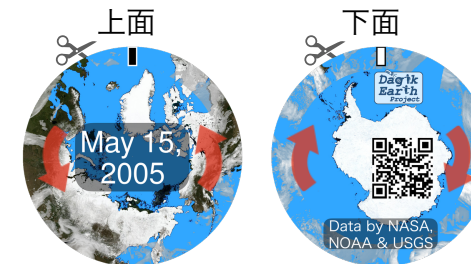 上面
下面
May 15,
2005
Dagik
Earth
Project
Data by NASA,
NOAA & USGS